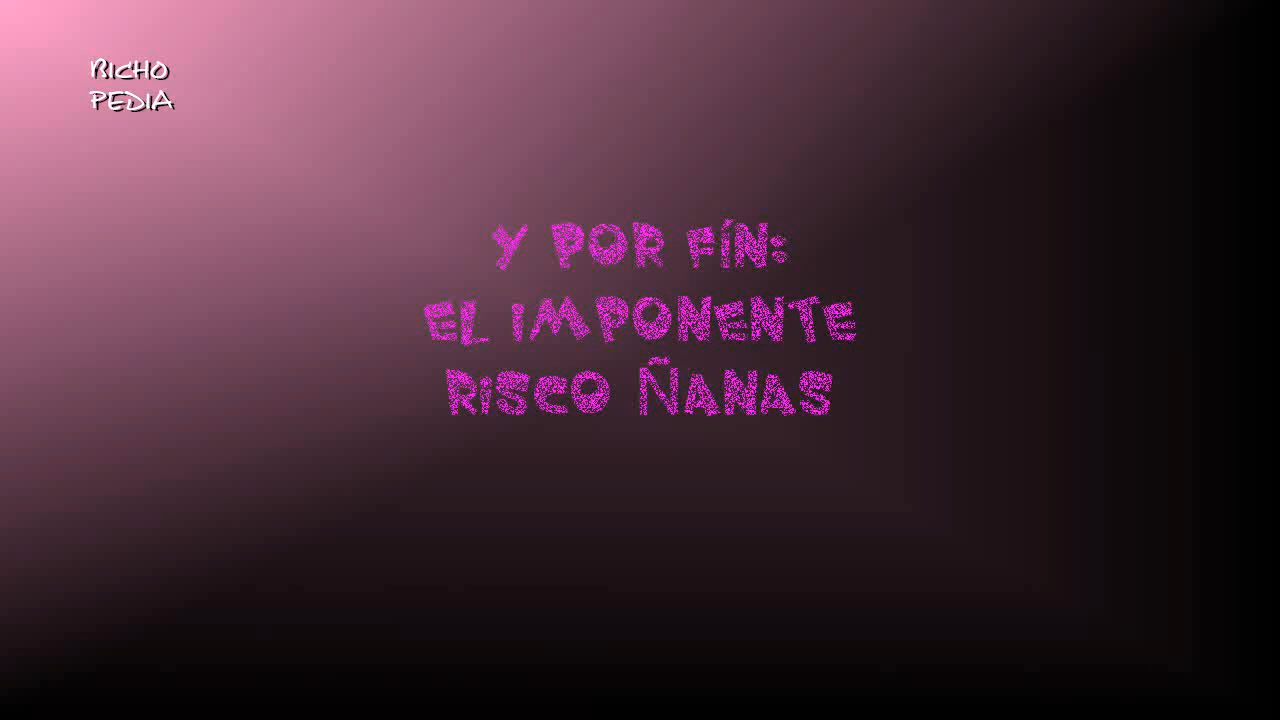 RICHO
PEDIA
Y POR FÍN:
EL IMPONENTE
RISCO ÑANAS